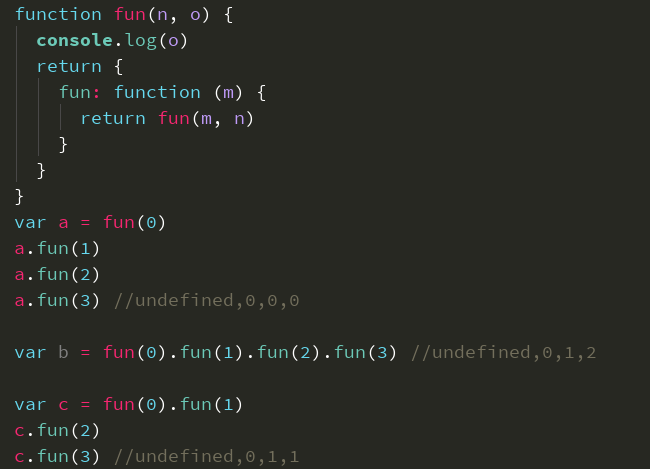 function fun(n, o) {
  console.log(o)
  return {
    fun: function (m) {
      return fun(m, n)
    }
  }
}
var a = fun(0)
a.fun(1)
a.fun(2)
a.fun(3) //undefined,0,0,0

var b = fun(0).fun(1).fun(2).fun(3) //undefined,0,1,2

var c = fun(0).fun(1)
c.fun(2)
c.fun(3) //undefined,0,1,1